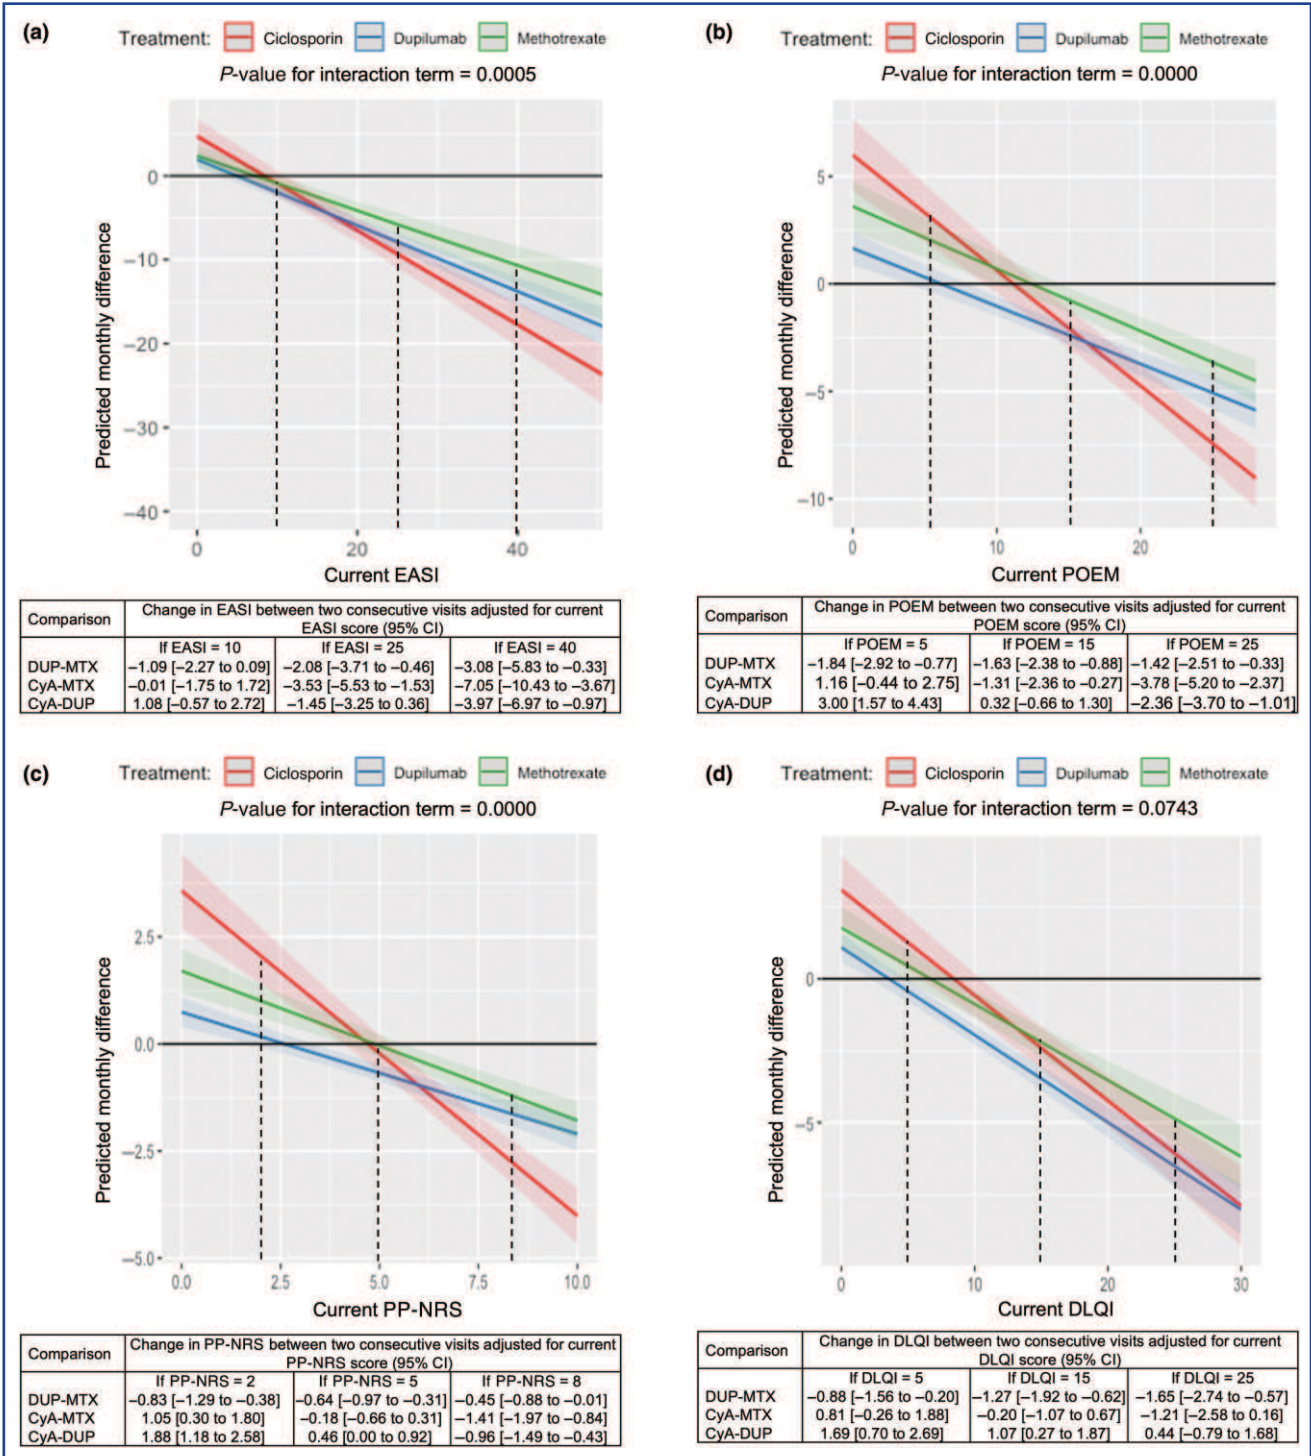 (a) Treatment: Ciclosporin Dupilumab Methotrexate
P-value for interaction term = 0.0005
Predicted monthly difference
0
−10
−20
−30
−40
0 20 40
Current EASI
Comparison
Change in EASI between two consecutive visits adjusted for current
EASI score (95% CI)
If EASI = 10 If EASI = 25 If EASI = 40
DUP-MTX −1.09 [−2.27 to 0.09] −2.08 [−3.71 to −0.46] −3.08 [−5.83 to −0.33]
CyA-MTX −0.01 [−1.75 to 1.72] −3.53 [−5.53 to −1.53] −7.05 [−10.43 to −3.67]
CyA-DUP 1.08 [−0.57 to 2.72] −1.45 [−3.25 to 0.36] −3.97 [−6.97 to −0.97]
(b) Treatment: Ciclosporin Dupilumab Methotrexate
P-value for interaction term = 0.0000
Predicted monthly difference
5
0
−5
−10
0 10 20
Current POEM
Comparison
Change in POEM between two consecutive visits adjusted for current
POEM score (95% CI)
If POEM = 5 If POEM = 15 If POEM = 25
DUP-MTX −1.84 [−2.92 to −0.77] −1.63 [−2.38 to −0.88] −1.42 [−2.51 to −0.33]
CyA-MTX 1.16 [−0.44 to 2.75] −1.31 [−2.36 to −0.27] −3.78 [−5.20 to −2.37]
CyA-DUP 3.00 [1.57 to 4.43] 0.32 [−0.66 to 1.30] −2.36 [−3.70 to −1.01]
(c) Treatment: Ciclosporin Dupilumab Methotrexate
P-value for interaction term = 0.0000
Predicted monthly difference
2.5
0.0
−2.5
−5.0
0.0 2.5 5.0 7.5 10.0
Current PP-NRS
Comparison
Change in PP-NRS between two consecutive visits adjusted for current
PP-NRS score (95% CI)
If PP-NRS = 2 If PP-NRS = 5 If PP-NRS = 8
DUP-MTX −0.83 [−1.29 to −0.38] −0.64 [−0.97 to −0.31] −0.45 [−0.88 to −0.01]
CyA-MTX 1.05 [0.30 to 1.80] −0.18 [−0.66 to 0.31] −1.41 [−1.97 to −0.84]
CyA-DUP 1.88 [1.18 to 2.58] 0.46 [0.00 to 0.92] −0.96 [−1.49 to −0.43]
(d) Treatment: Ciclosporin Dupilumab Methotrexate
P-value for interaction term = 0.0743
Predicted monthly difference
0
−5
0 10 20 30
Current DLQI
Comparison
Change in DLQI between two consecutive visits adjusted for current
DLQI score (95% CI)
If DLQI = 5 If DLQI = 15 If DLQI = 25
DUP-MTX −0.88 [−1.56 to −0.20] −1.27 [−1.92 to −0.62] −1.65 [−2.74 to −0.57]
CyA-MTX 0.81 [−0.26 to 1.88] −0.20 [−1.07 to 0.67] −1.21 [−2.58 to 0.16]
CyA-DUP 1.69 [0.70 to 2.69] 1.07 [0.27 to 1.87] 0.44 [−0.79 to 1.68]